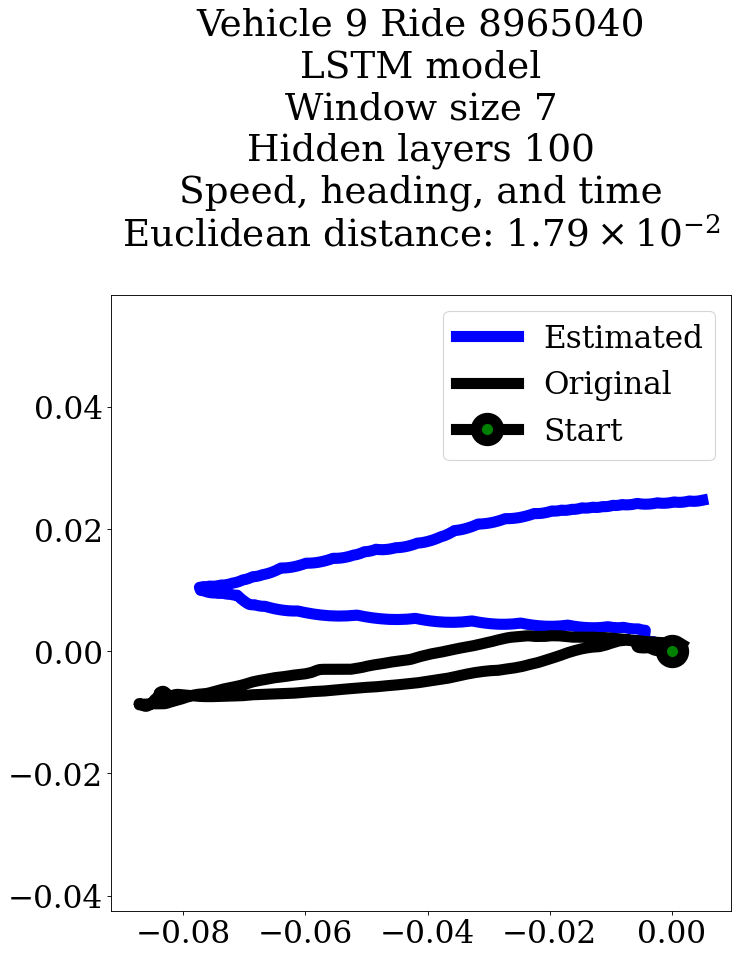 Vehicle 9 Ride 8965040
LSTM model
Window size 7
Hidden layers 100
Speed, heading, and time
Euclidean distance: 1.79 × 10⁻²
Estimated
Original
Start
0.04
0.02
0.00
−0.02
−0.04
−0.08 −0.06 −0.04 −0.02 0.00